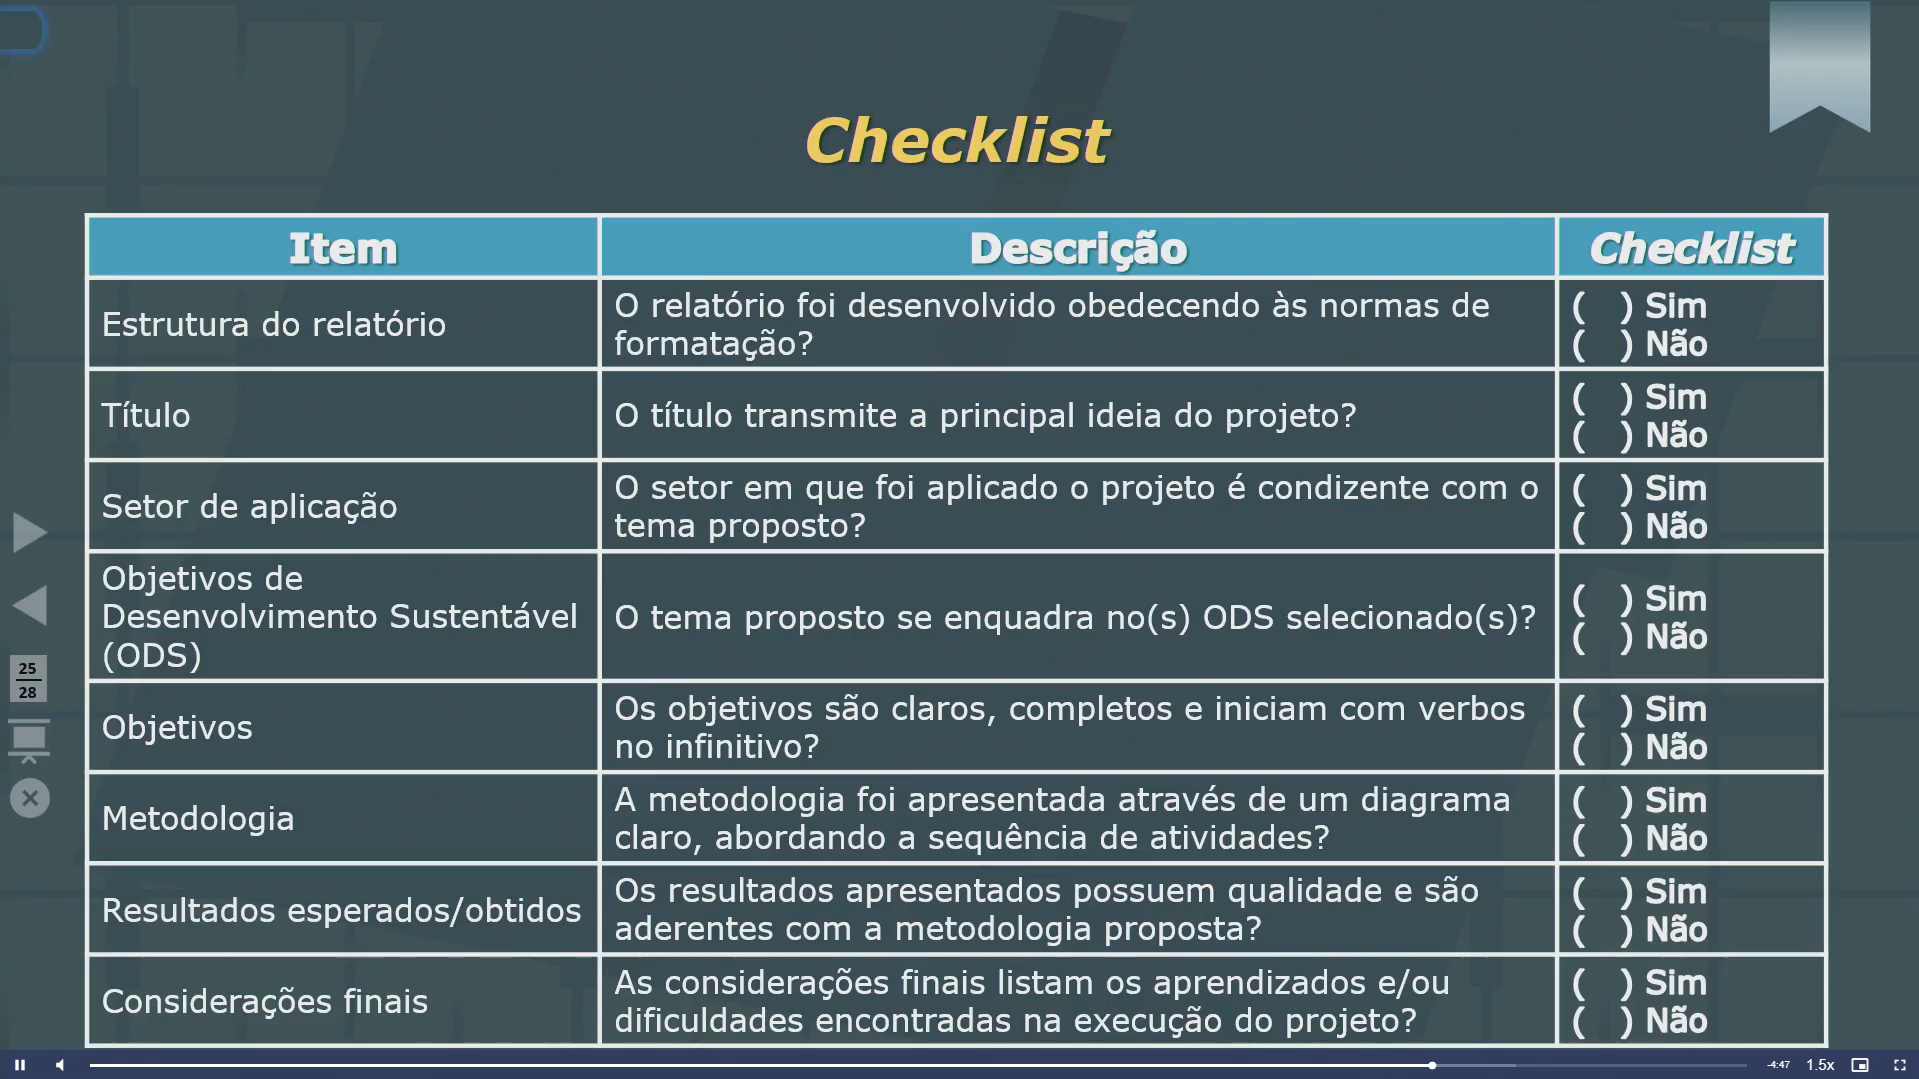 Checklist
Item
Descrição
Checklist
Estrutura do relatório
O relatório foi desenvolvido obedecendo às normas de
formatação?
(   ) Sim
(   ) Não
Título
O título transmite a principal ideia do projeto?
(   ) Sim
(   ) Não
Setor de aplicação
O setor em que foi aplicado o projeto é condizente com o
tema proposto?
(   ) Sim
(   ) Não
Objetivos de
Desenvolvimento Sustentável
(ODS)
O tema proposto se enquadra no(s) ODS selecionado(s)?
(   ) Sim
(   ) Não
Objetivos
Os objetivos são claros, completos e iniciam com verbos
no infinitivo?
(   ) Sim
(   ) Não
Metodologia
A metodologia foi apresentada através de um diagrama
claro, abordando a sequência de atividades?
(   ) Sim
(   ) Não
Resultados esperados/obtidos
Os resultados apresentados possuem qualidade e são
aderentes com a metodologia proposta?
(   ) Sim
(   ) Não
Considerações finais
As considerações finais listam os aprendizados e/ou
dificuldades encontradas na execução do projeto?
(   ) Sim
(   ) Não
25
28
-4:47
1.5x